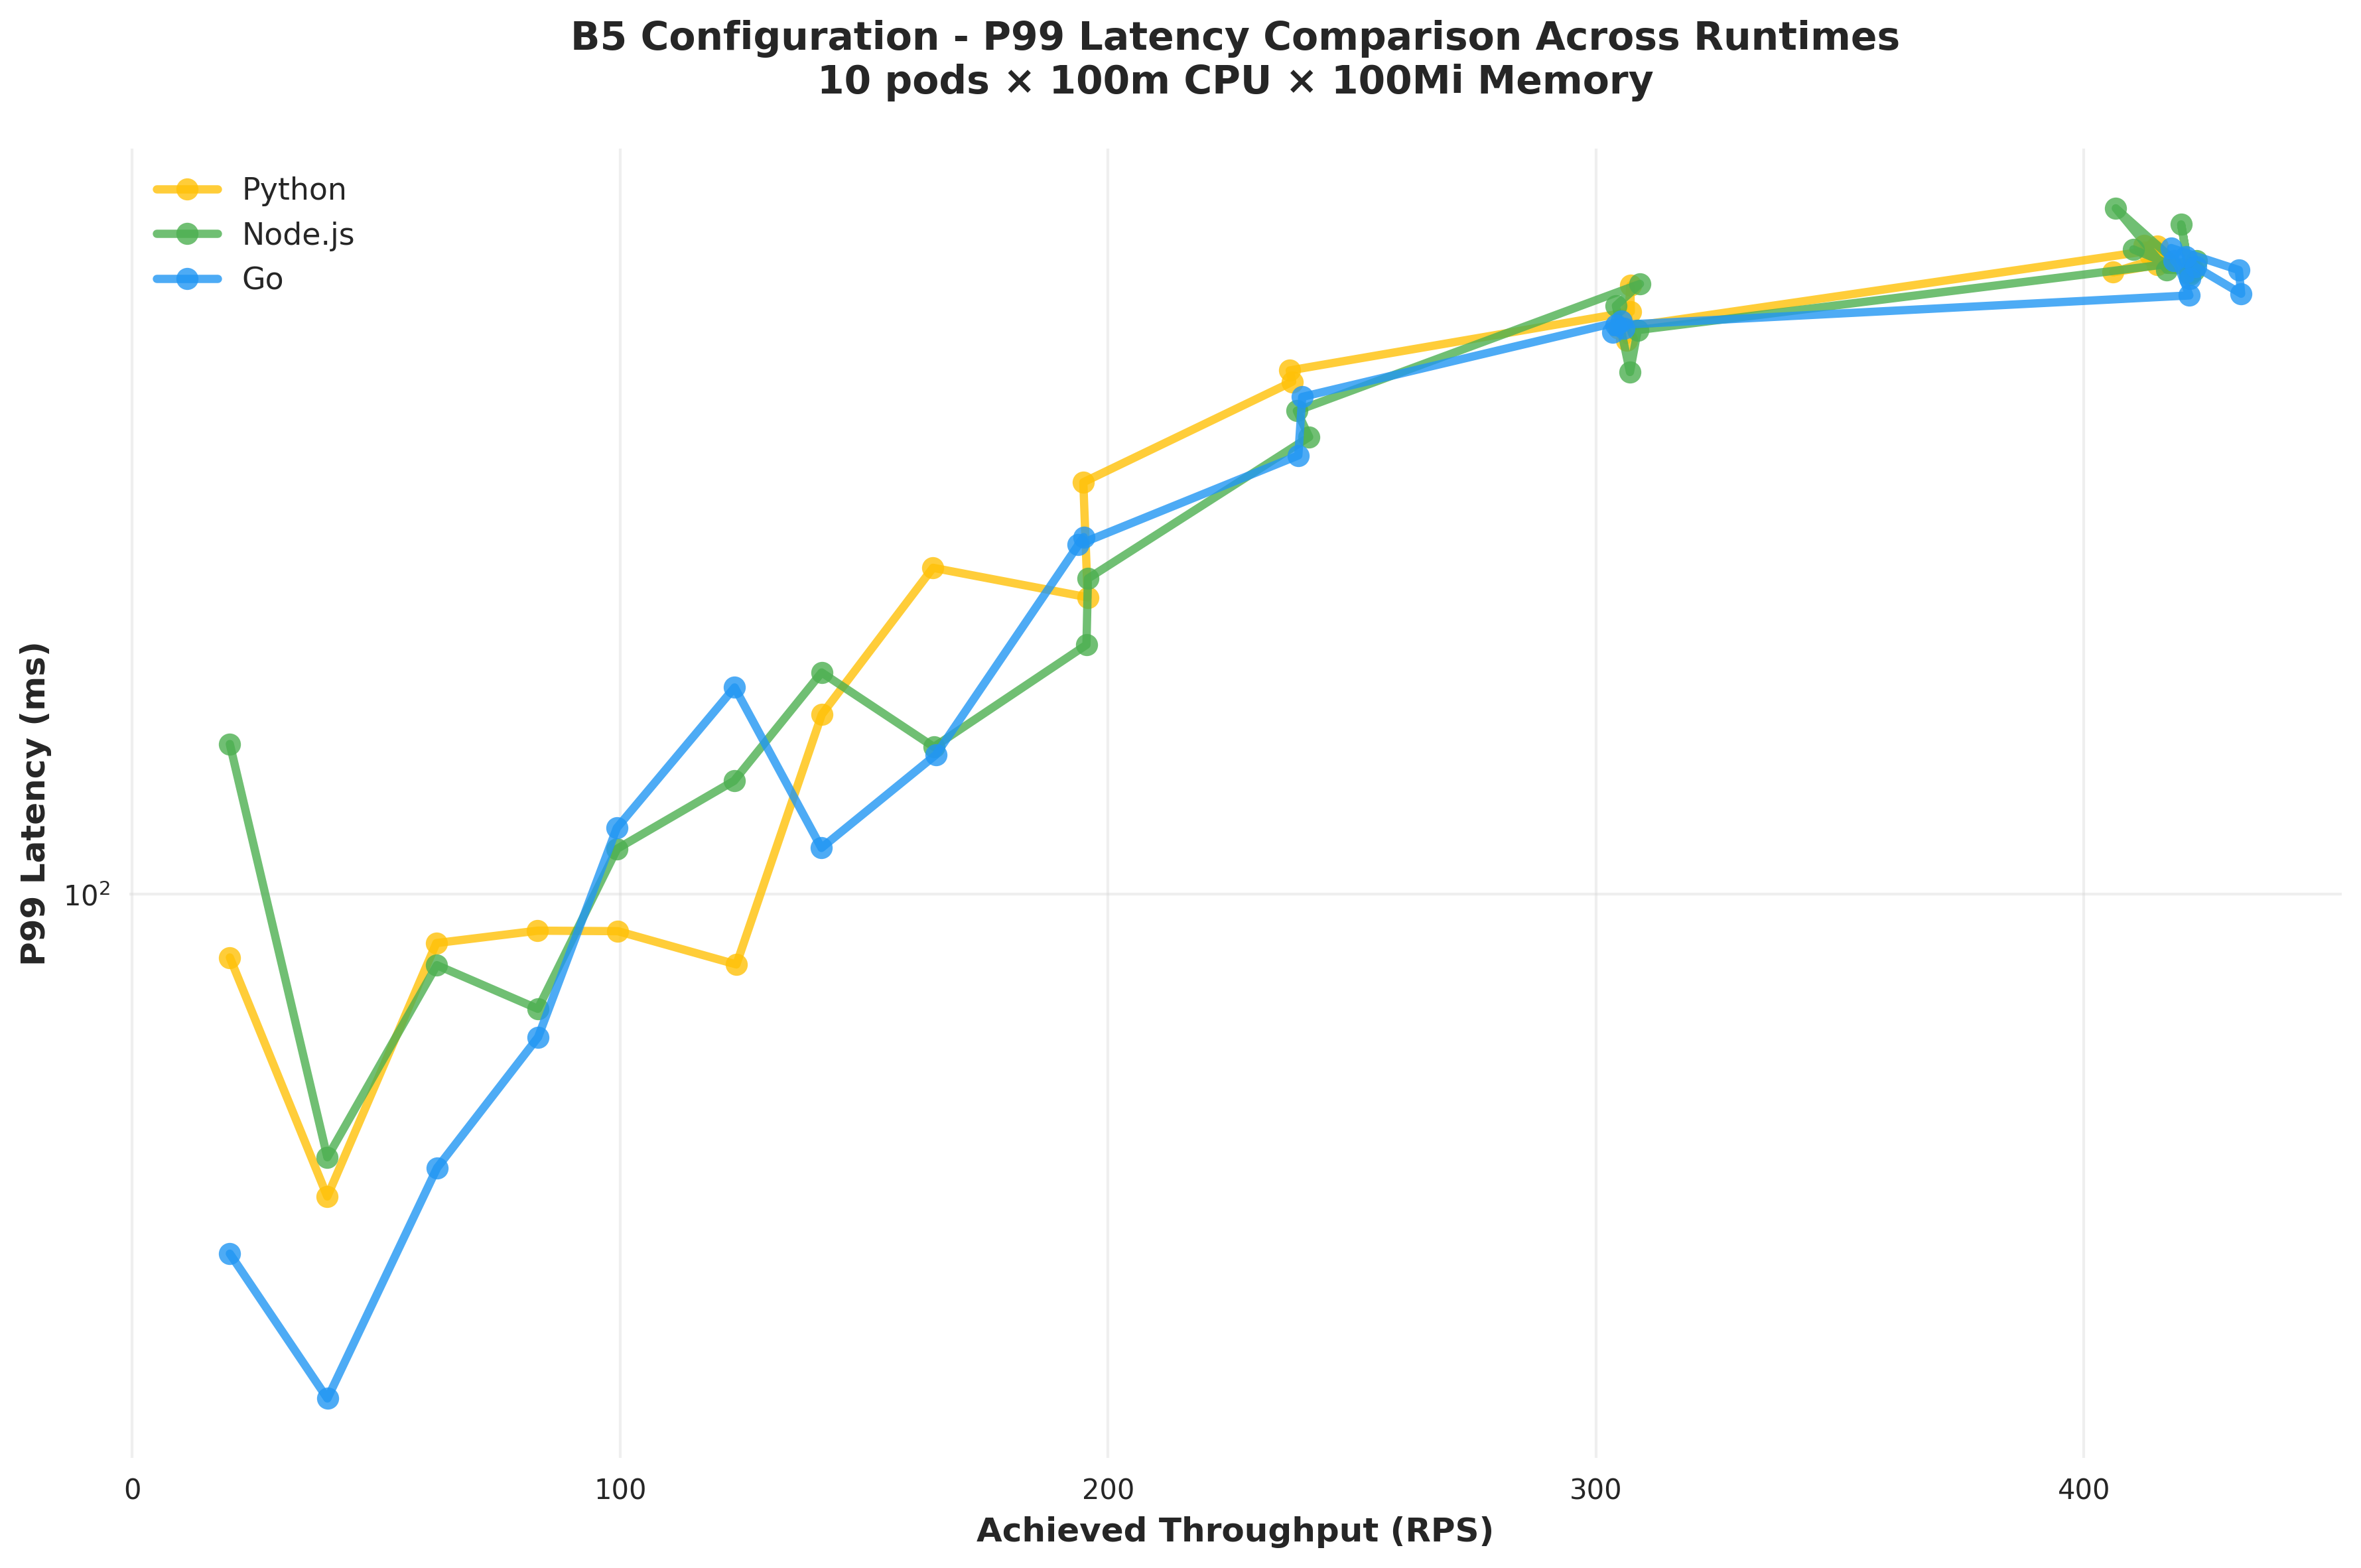 B5 Configuration - P99 Latency Comparison Across Runtimes
10 pods × 100m CPU × 100Mi Memory
Python
Node.js
Go
P99 Latency (ms)
10²
0 100 200 300 400
Achieved Throughput (RPS)